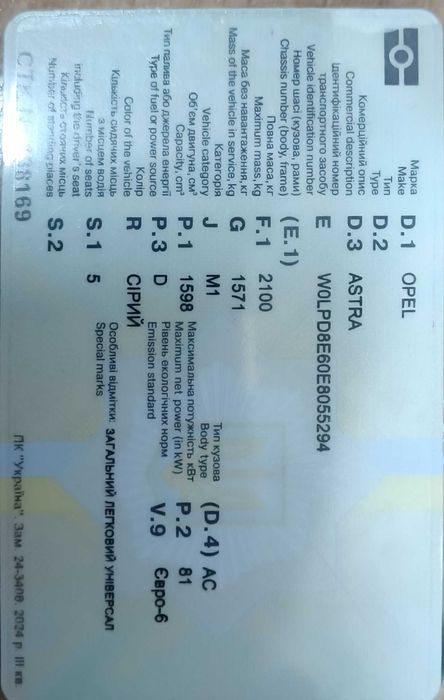 Марка
Make D.1 OPEL
Тип
Type D.2
Комерційний опис
Commercial description D.3 ASTRA
Ідентифікаційний номер
транспортного засобу
Vehicle identification number E W0LPD8E60E8055294
Номер шасі (кузова, рами)
Chassis number (body, frame) (E.1)
Повна маса, кг
Maximum mass, kg F.1 2100
Маса без навантаження, кг
Mass of the vehicle in service, kg G 1571
Категорія
Vehicle category J M1
Тип кузова
Body type (D.4) AC
Об'єм двигуна, см³
Capacity, cm³ P.1 1598
Максимальна потужність кВт
Maximum net power (in kW) P.2 81
Тип палива або джерела енергії
Type of fuel or power source P.3 D
Рівень екологічних норм
Emission standard V.9 Євро-6
Колір
Color of the vehicle R СІРИЙ
Кількість сидячих місць
з місцем водія
Number of seats
including the driver's seat S.1 5
Особливі відмітки: ЗАГАЛЬНИЙ ЛЕГКОВИЙ УНІВЕРСАЛ
Special marks
Кількість стоячих місць
Number of standing places S.2
8169
ПК "Україна". Зам. 24-3408. 2024 р. III кв.